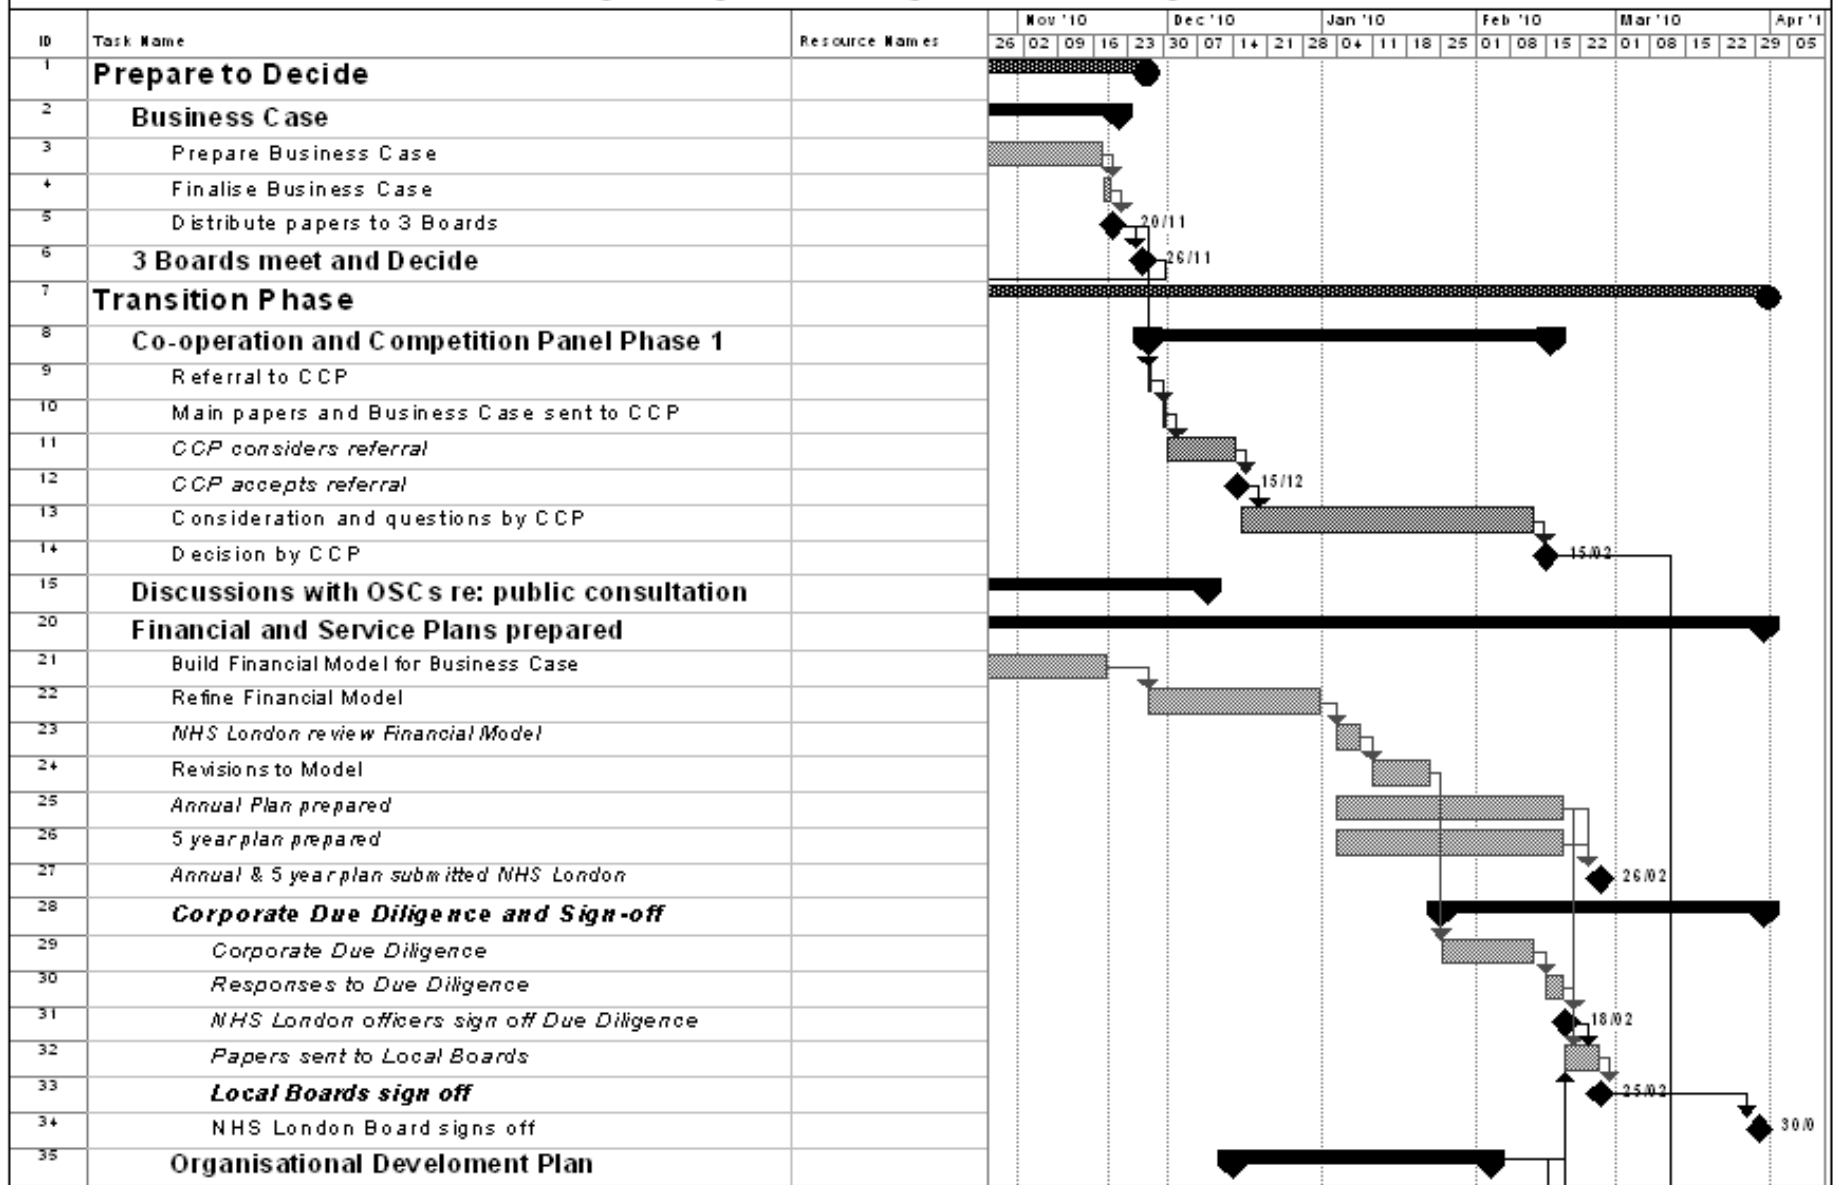 Nov '10 Dec '10 Jan '10 Feb '10 Mar '10 Apr '1
ID Task Name Resource Names 26 02 09 16 23 30 07 14 21 28 04 11 18 25 01 08 15 22 01 08 15 22 29 05
1 Prepare to Decide
2 Business Case
3 Prepare Business Case
4 Finalise Business Case
5 Distribute papers to 3 Boards 20/11
6 3 Boards meet and Decide 26/11
7 Transition Phase
8 Co-operation and Competition Panel Phase 1
9 Referral to CCP
10 Main papers and Business Case sent to CCP
11 CCP considers referral
12 CCP accepts referral 15/12
13 Consideration and questions by CCP
14 Decision by CCP 15/02
15 Discussions with OSCs re: public consultation
20 Financial and Service Plans prepared
21 Build Financial Model for Business Case
22 Refine Financial Model
23 NHS London review Financial Model
24 Revisions to Model
25 Annual Plan prepared
26 5 year plan prepared
27 Annual & 5 year plan submitted NHS London 26/02
28 Corporate Due Diligence and Sign-off
29 Corporate Due Diligence
30 Responses to Due Diligence
31 NHS London officers sign off Due Diligence 18/02
32 Papers sent to Local Boards
33 Local Boards sign off 25/02
34 NHS London Board signs off 30/0
35 Organisational Develoment Plan